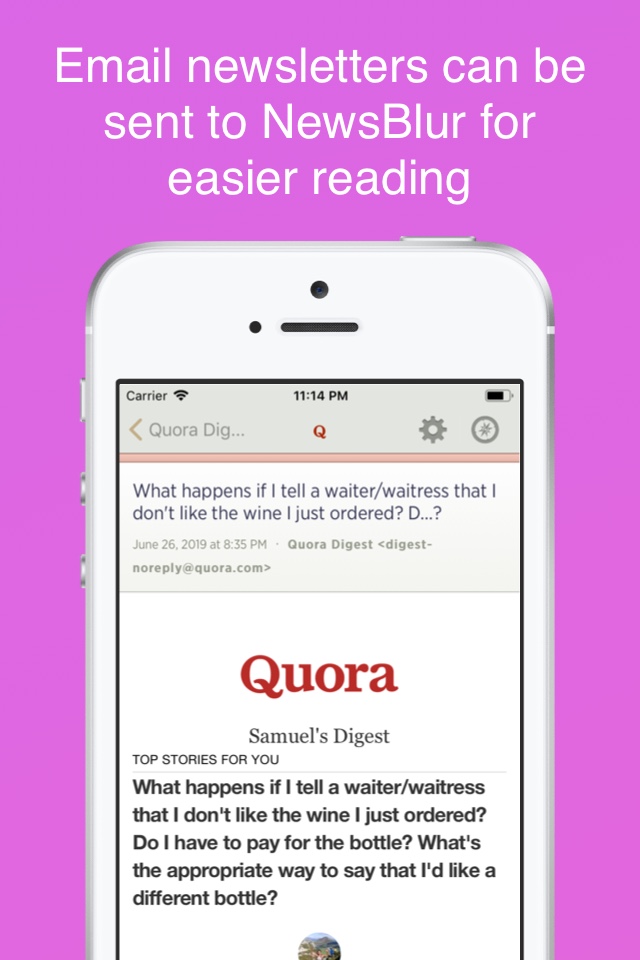 Email newsletters can be
sent to NewsBlur for
easier reading
Carrier 11:14 PM
Quora Dig... Q
What happens if I tell a waiter/waitress that I
don't like the wine I just ordered? D...?
June 26, 2019 at 8:35 PM · Quora Digest <digest-
noreply@quora.com>
Quora
Samuel's Digest
TOP STORIES FOR YOU
What happens if I tell a waiter/waitress
that I don't like the wine I just ordered?
Do I have to pay for the bottle? What's
the appropriate way to say that I'd like a
different bottle?